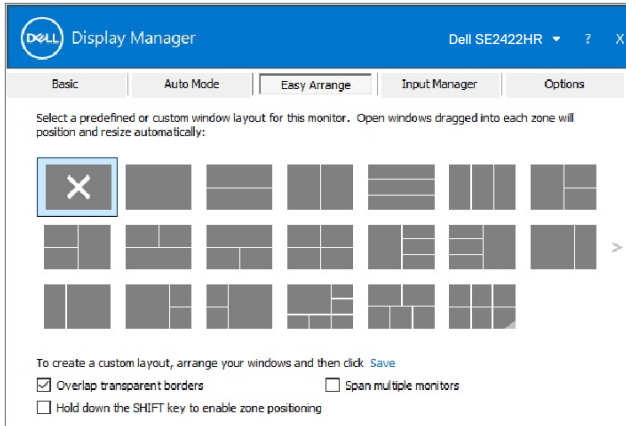 DELL Display Manager Dell SE2422HR ? X
Basic Auto Mode Easy Arrange Input Manager Options
Select a predefined or custom window layout for this monitor. Open windows dragged into each zone will
position and resize automatically:
>
To create a custom layout, arrange your windows and then click Save
Overlap transparent borders Span multiple monitors
Hold down the SHIFT key to enable zone positioning